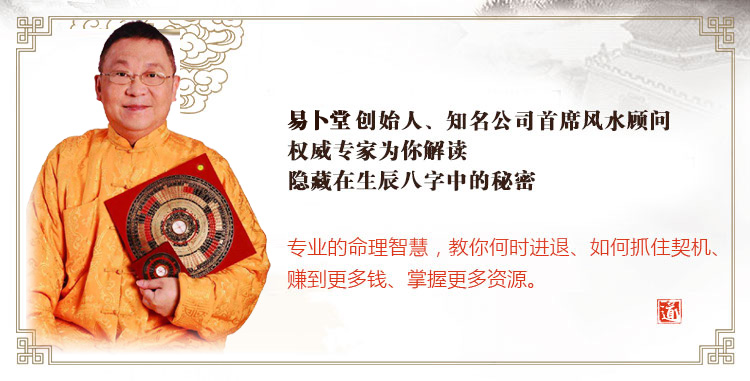 易卜堂创始人、知名公司首席风水顾问
权威专家为你解读
隐藏在生辰八字中的秘密
专业的命理智慧，教你何时进退、如何抓住契机、
赚到更多钱、掌握更多资源。
道